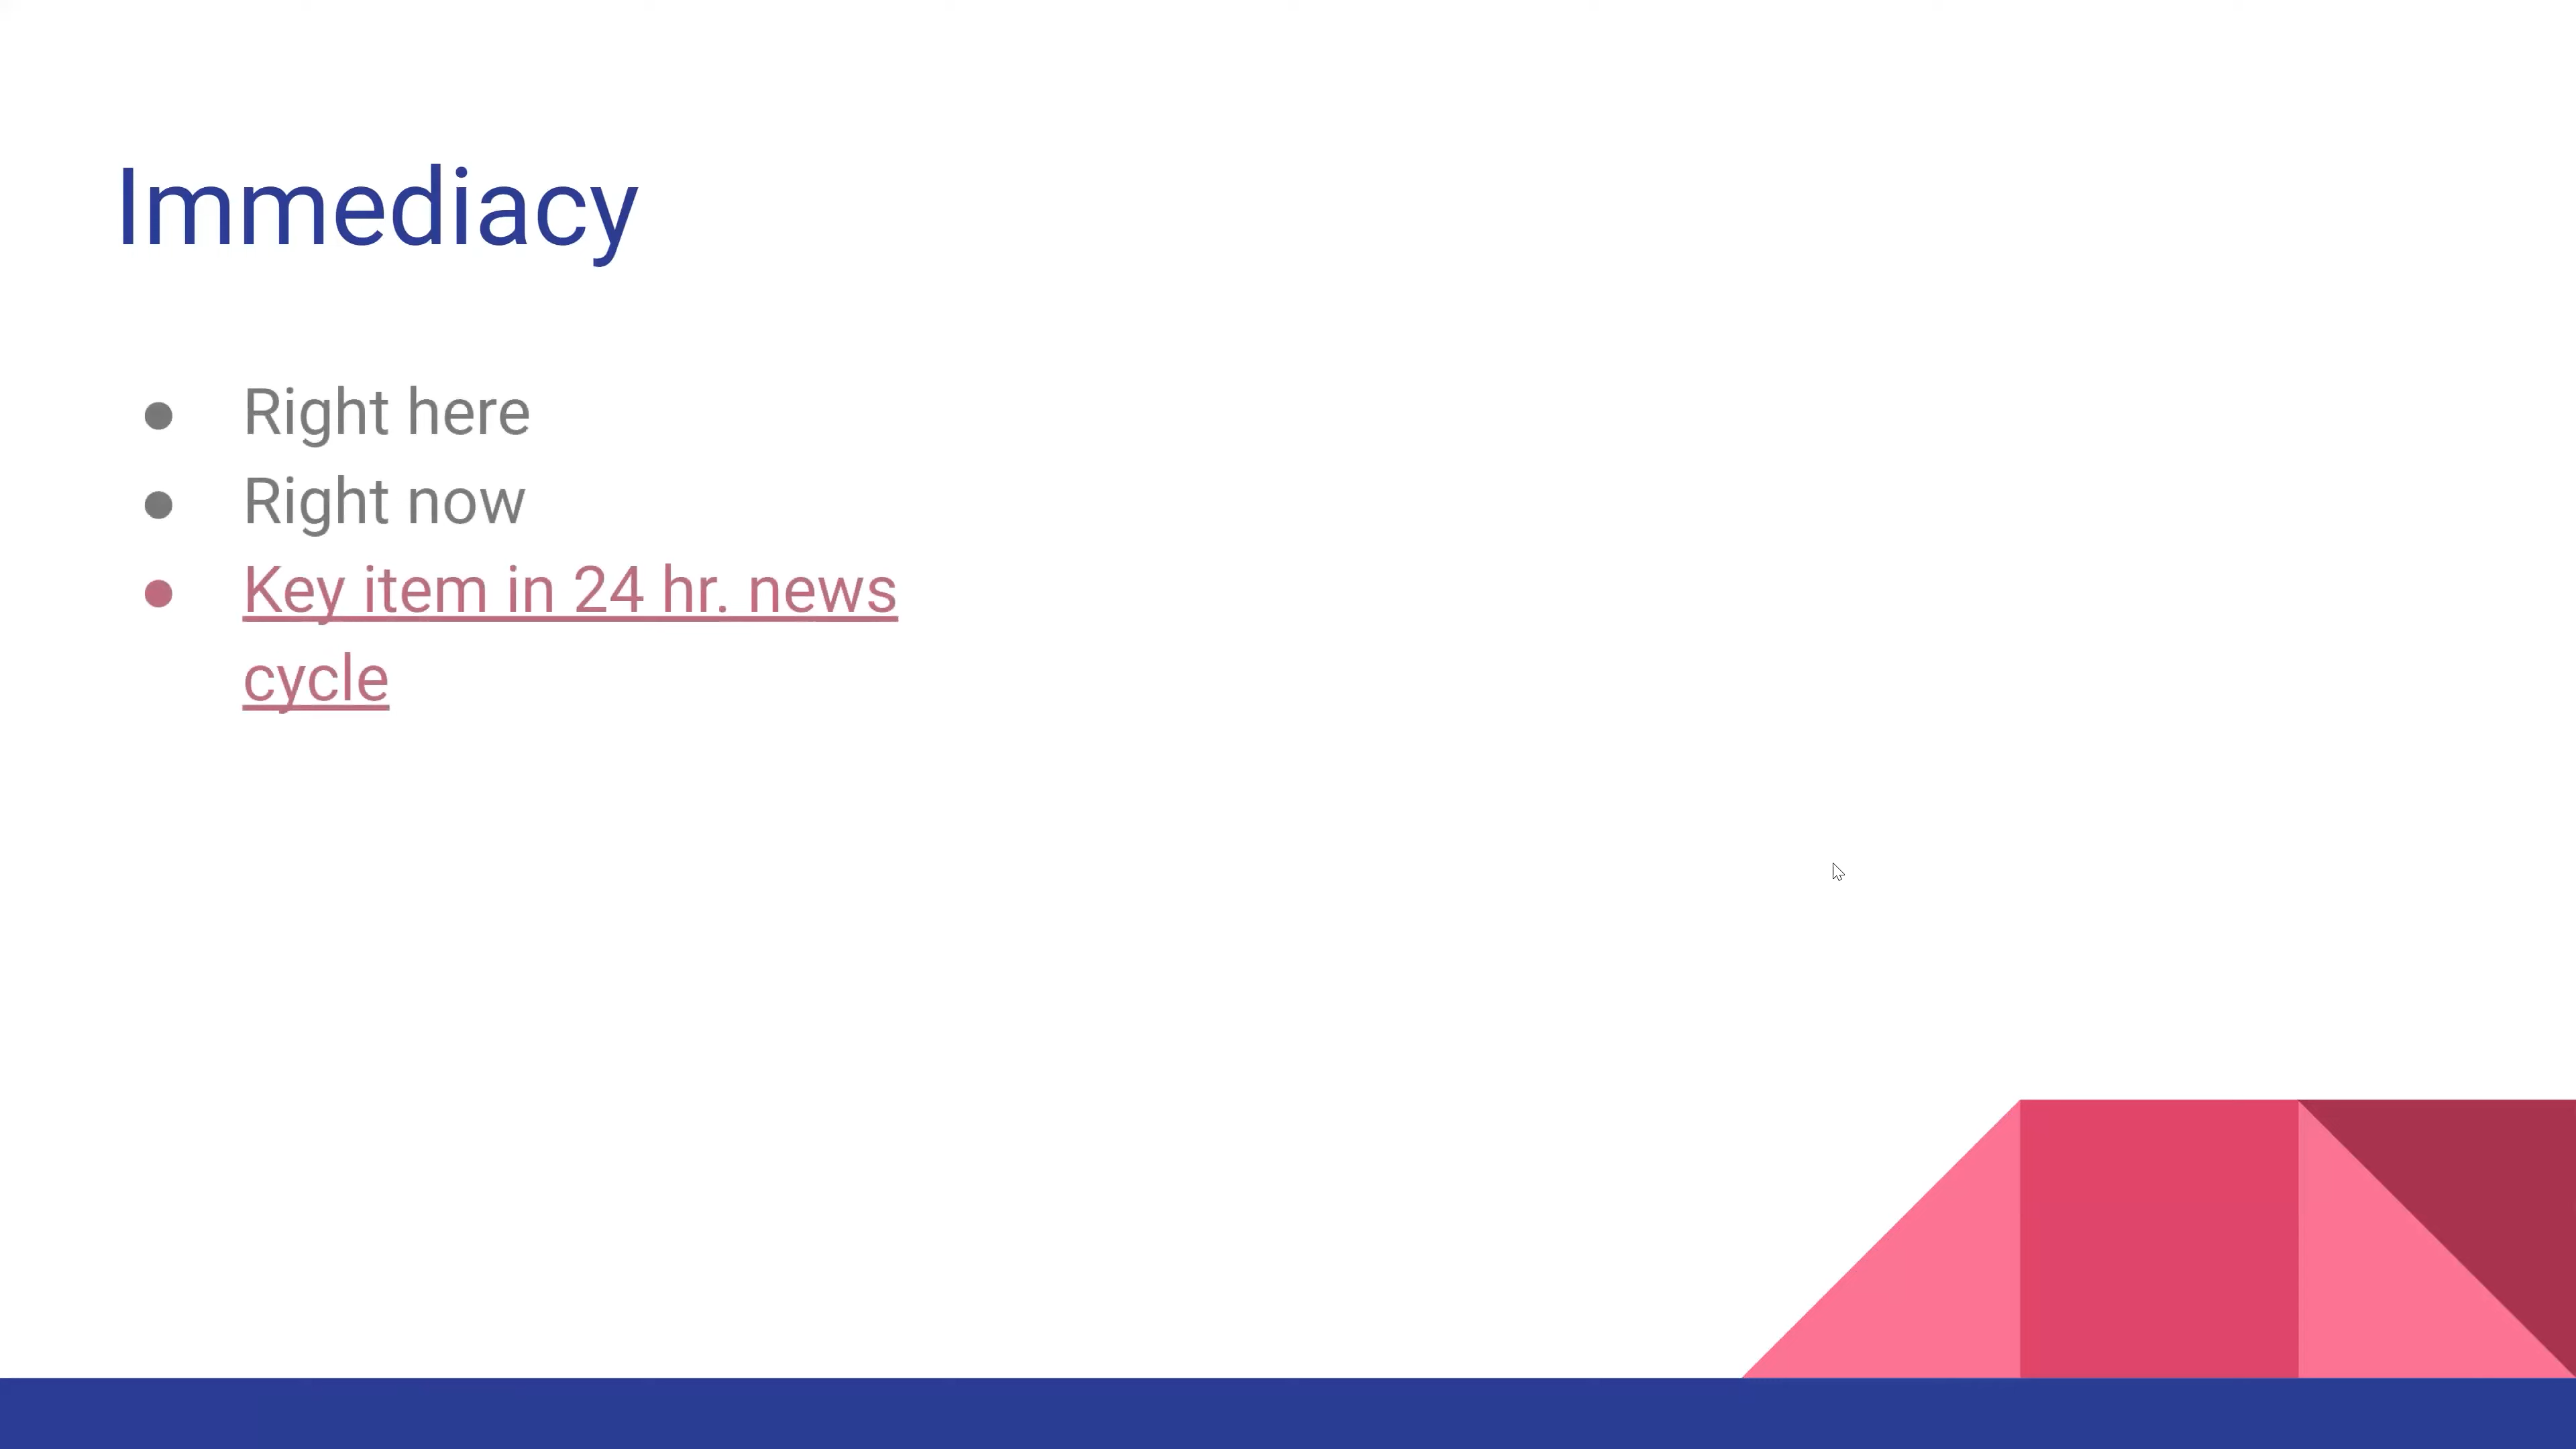 Immediacy
● Right here
● Right now
● Key item in 24 hr. news
cycle